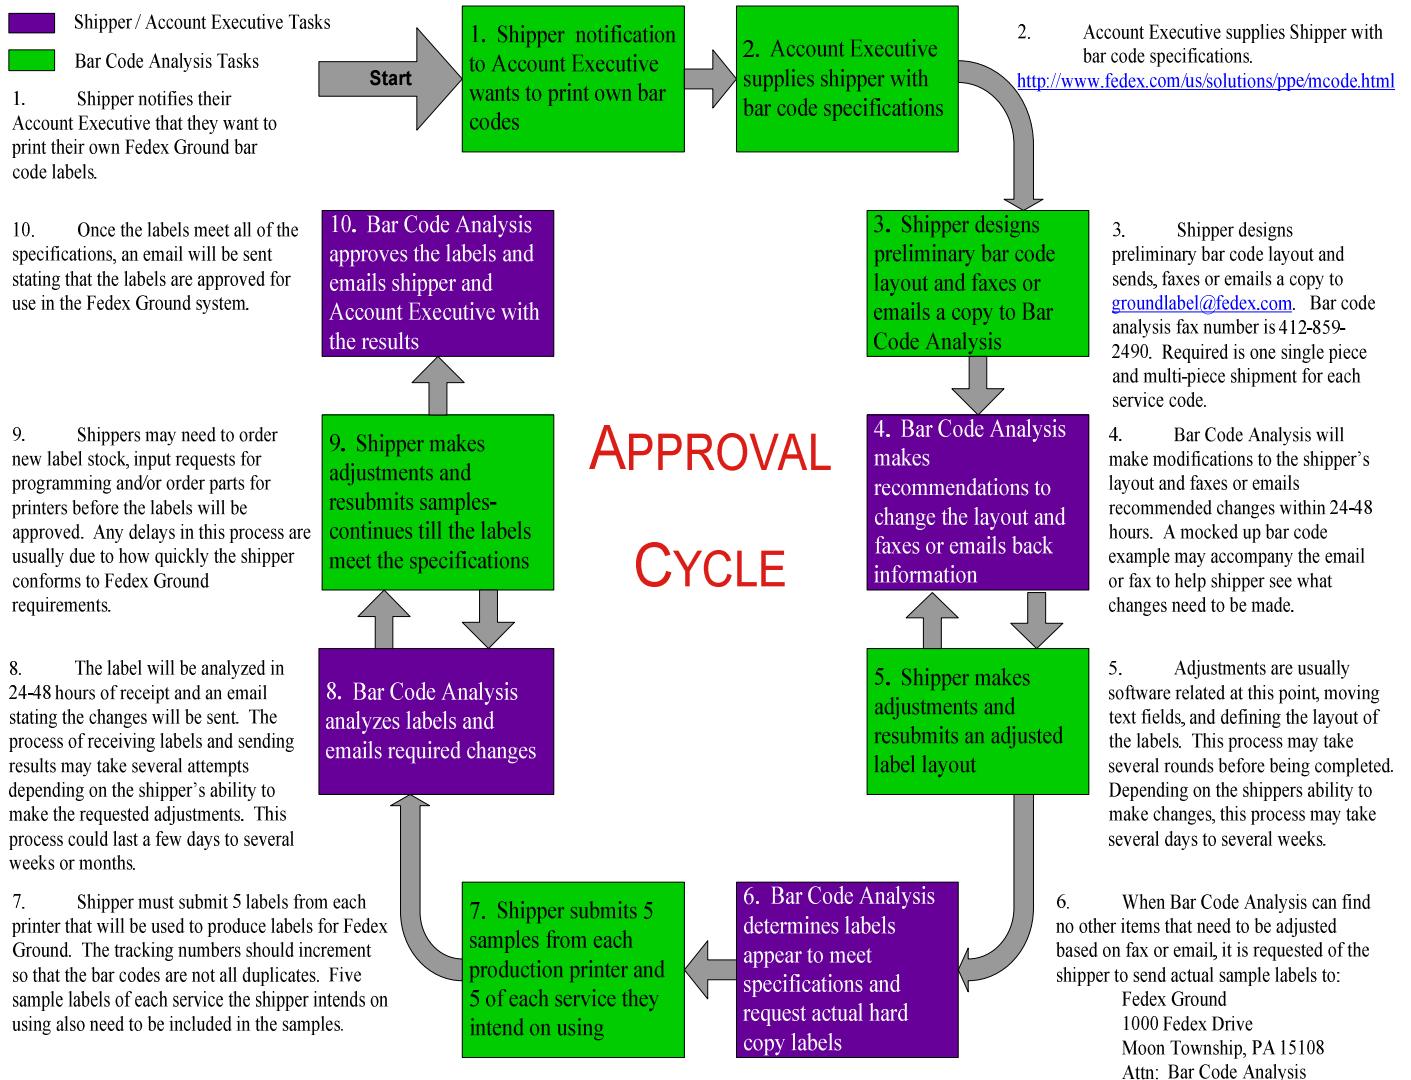 Shipper / Account Executive Tasks
Bar Code Analysis Tasks
1. Shipper notifies their
Account Executive that they want to
print their own Fedex Ground bar
code labels.
Start
1. Shipper notification
to Account Executive
wants to print own bar
codes
2. Account Executive
supplies shipper with
bar code specifications
2. Account Executive supplies Shipper with
bar code specifications.
http://www.fedex.com/us/solutions/ppe/mcode.html
10. Once the labels meet all of the
specifications, an email will be sent
stating that the labels are approved for
use in the Fedex Ground system.
10. Bar Code Analysis
approves the labels and
emails shipper and
Account Executive with
the results
3. Shipper designs
preliminary bar code
layout and faxes or
emails a copy to Bar
Code Analysis
3. Shipper designs
preliminary bar code layout and
sends, faxes or emails a copy to
groundlabel@fedex.com. Bar code
analysis fax number is 412-859-
2490. Required is one single piece
and multi-piece shipment for each
service code.
9. Shippers may need to order
new label stock, input requests for
programming and/or order parts for
printers before the labels will be
approved. Any delays in this process are
usually due to how quickly the shipper
conforms to Fedex Ground
requirements.
9. Shipper makes
adjustments and
resubmits samples-
continues till the labels
meet the specifications
APPROVAL
CYCLE
4. Bar Code Analysis
makes
recommendations to
change the layout and
faxes or emails back
information
4. Bar Code Analysis will
make modifications to the shipper's
layout and faxes or emails
recommended changes within 24-48
hours. A mocked up bar code
example may accompany the email
or fax to help shipper see what
changes need to be made.
8. The label will be analyzed in
24-48 hours of receipt and an email
stating the changes will be sent. The
process of receiving labels and sending
results may take several attempts
depending on the shipper's ability to
make the requested adjustments. This
process could last a few days to several
weeks or months.
8. Bar Code Analysis
analyzes labels and
emails required changes
5. Shipper makes
adjustments and
resubmits an adjusted
label layout
5. Adjustments are usually
software related at this point, moving
text fields, and defining the layout of
the labels. This process may take
several rounds before being completed.
Depending on the shippers ability to
make changes, this process may take
several days to several weeks.
7. Shipper must submit 5 labels from each
printer that will be used to produce labels for Fedex
Ground. The tracking numbers should increment
so that the bar codes are not all duplicates. Five
sample labels of each service the shipper intends on
using also need to be included in the samples.
7. Shipper submits 5
samples from each
production printer and
5 of each service they
intend on using
6. Bar Code Analysis
determines labels
appear to meet
specifications and
request actual hard
copy labels
6. When Bar Code Analysis can find
no other items that need to be adjusted
based on fax or email, it is requested of the
shipper to send actual sample labels to:
Fedex Ground
1000 Fedex Drive
Moon Township, PA 15108
Attn: Bar Code Analysis